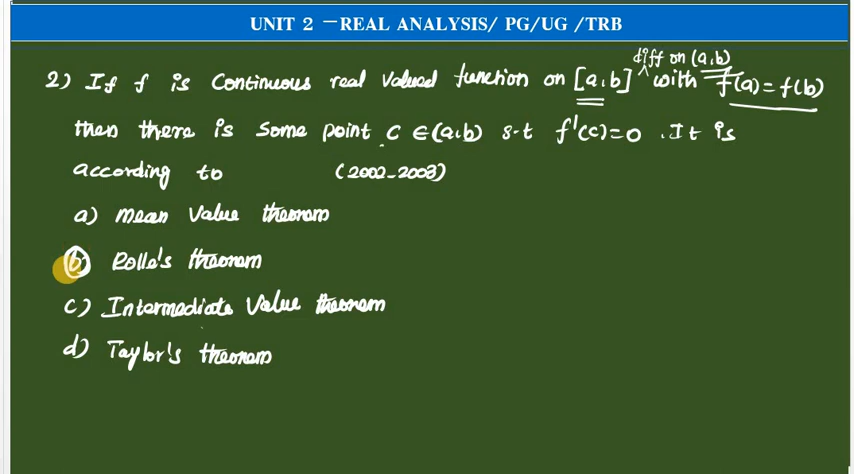 UNIT 2 – REAL ANALYSIS/ PG/UG /TRB
diff on (a,b)
2) If f is continuous real valued function on [a,b] ^ with f(a)=f(b)
then there is some point c ∈ (a,b) s.t f'(c)=0 . It is
according to (2002-2003)
a) Mean value theorem
b) Rolle's theorem
c) Intermediate value theorem
d) Taylor's theorem